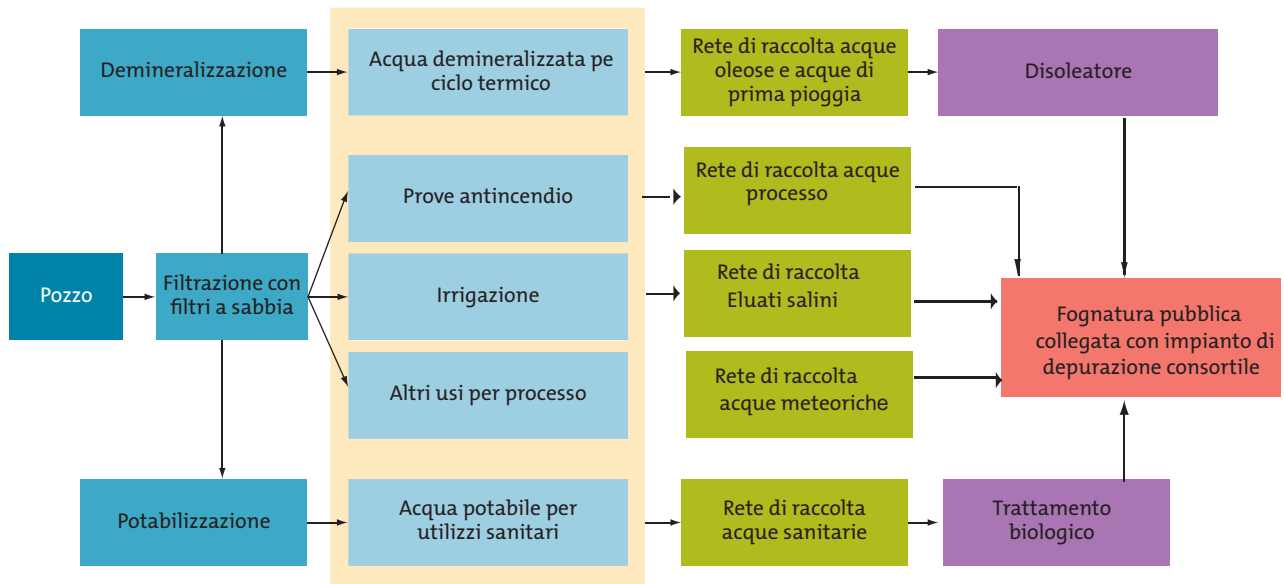 Demineralizzazione
Acqua demineralizzata pe
ciclo termico
Rete di raccolta acque
oleose e acque di
prima pioggia
Disoleatore
Prove antincendio
Rete di raccolta acque
processo
Pozzo
Filtrazione con
filtri a sabbia
Irrigazione
Rete di raccolta
Eluati salini
Fognatura pubblica
collegata con impianto di
depurazione consortile
Altri usi per processo
Rete di raccolta
acque meteoriche
Potabilizzazione
Acqua potabile per
utilizzi sanitari
Rete di raccolta
acque sanitarie
Trattamento
biologico